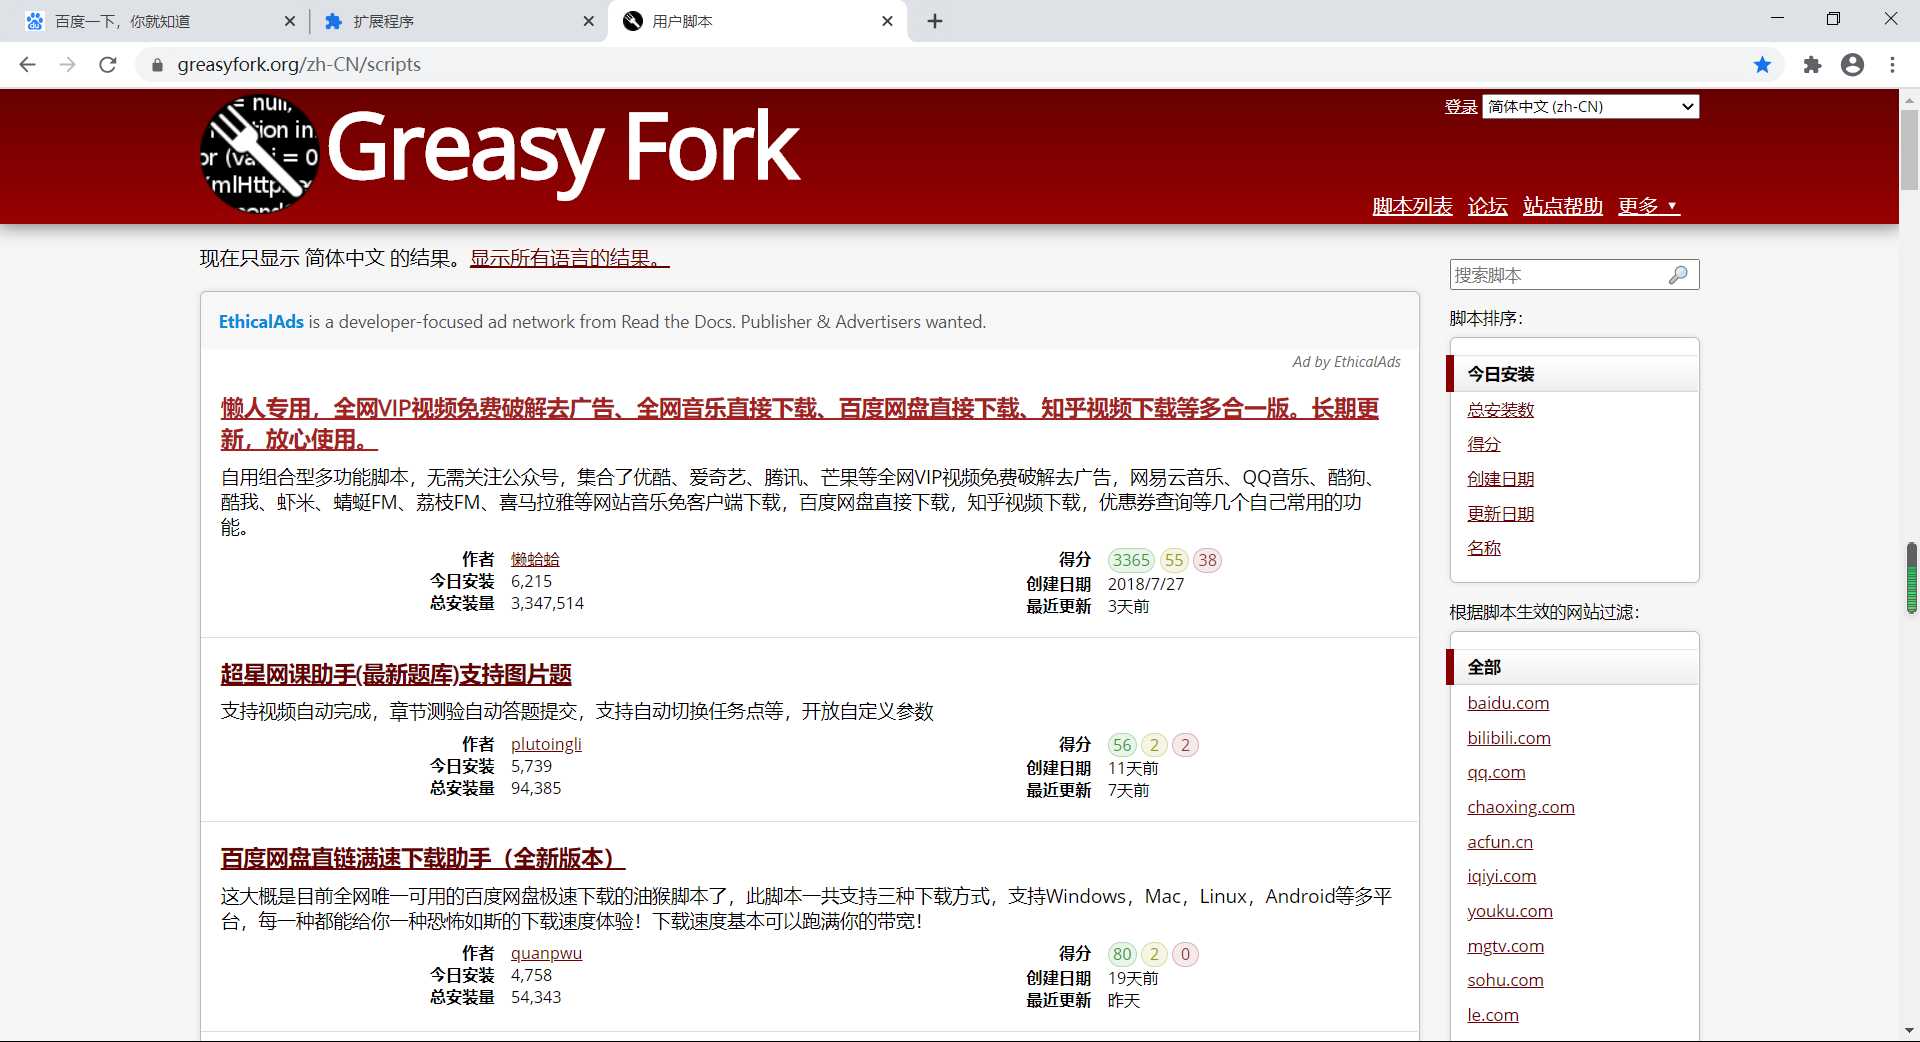 百度一下，你就知道
扩展程序
用户脚本
greasyfork.org/zh-CN/scripts
= null,
tion in
or (va i = 0
mlHttp
Greasy Fork
登录 简体中文 (zh-CN)
脚本列表 论坛 站点帮助 更多 ▼
现在只显示 简体中文 的结果。显示所有语言的结果。
EthicalAds is a developer-focused ad network from Read the Docs. Publisher & Advertisers wanted.
Ad by EthicalAds
懒人专用，全网VIP视频免费破解去广告、全网音乐直接下载、百度网盘直接下载、知乎视频下载等多合一版。长期更
新，放心使用。
自用组合型多功能脚本，无需关注公众号，集合了优酷、爱奇艺、腾讯、芒果等全网VIP视频免费破解去广告，网易云音乐、QQ音乐、酷狗、
酷我、虾米、蜻蜓FM、荔枝FM、喜马拉雅等网站音乐免客户端下载，百度网盘直接下载，知乎视频下载，优惠券查询等几个自己常用的功
能。
作者 懒蛤蛤
今日安装 6,215
总安装量 3,347,514
得分 3365 55 38
创建日期 2018/7/27
最近更新 3天前
超星网课助手(最新题库)支持图片题
支持视频自动完成，章节测验自动答题提交，支持自动切换任务点等，开放自定义参数
作者 plutoingli
今日安装 5,739
总安装量 94,385
得分 56 2 2
创建日期 11天前
最近更新 7天前
百度网盘直链满速下载助手（全新版本）
这大概是目前全网唯一可用的百度网盘极速下载的油猴脚本了，此脚本一共支持三种下载方式，支持Windows，Mac，Linux，Android等多平
台，每一种都能给你一种恐怖如斯的下载速度体验！下载速度基本可以跑满你的带宽！
作者 quanpwu
今日安装 4,758
总安装量 54,343
得分 80 2 0
创建日期 19天前
最近更新 昨天
搜索脚本
脚本排序：
今日安装
总安装数
得分
创建日期
更新日期
名称
根据脚本生效的网站过滤：
全部
baidu.com
bilibili.com
qq.com
chaoxing.com
acfun.cn
iqiyi.com
youku.com
mgtv.com
sohu.com
le.com